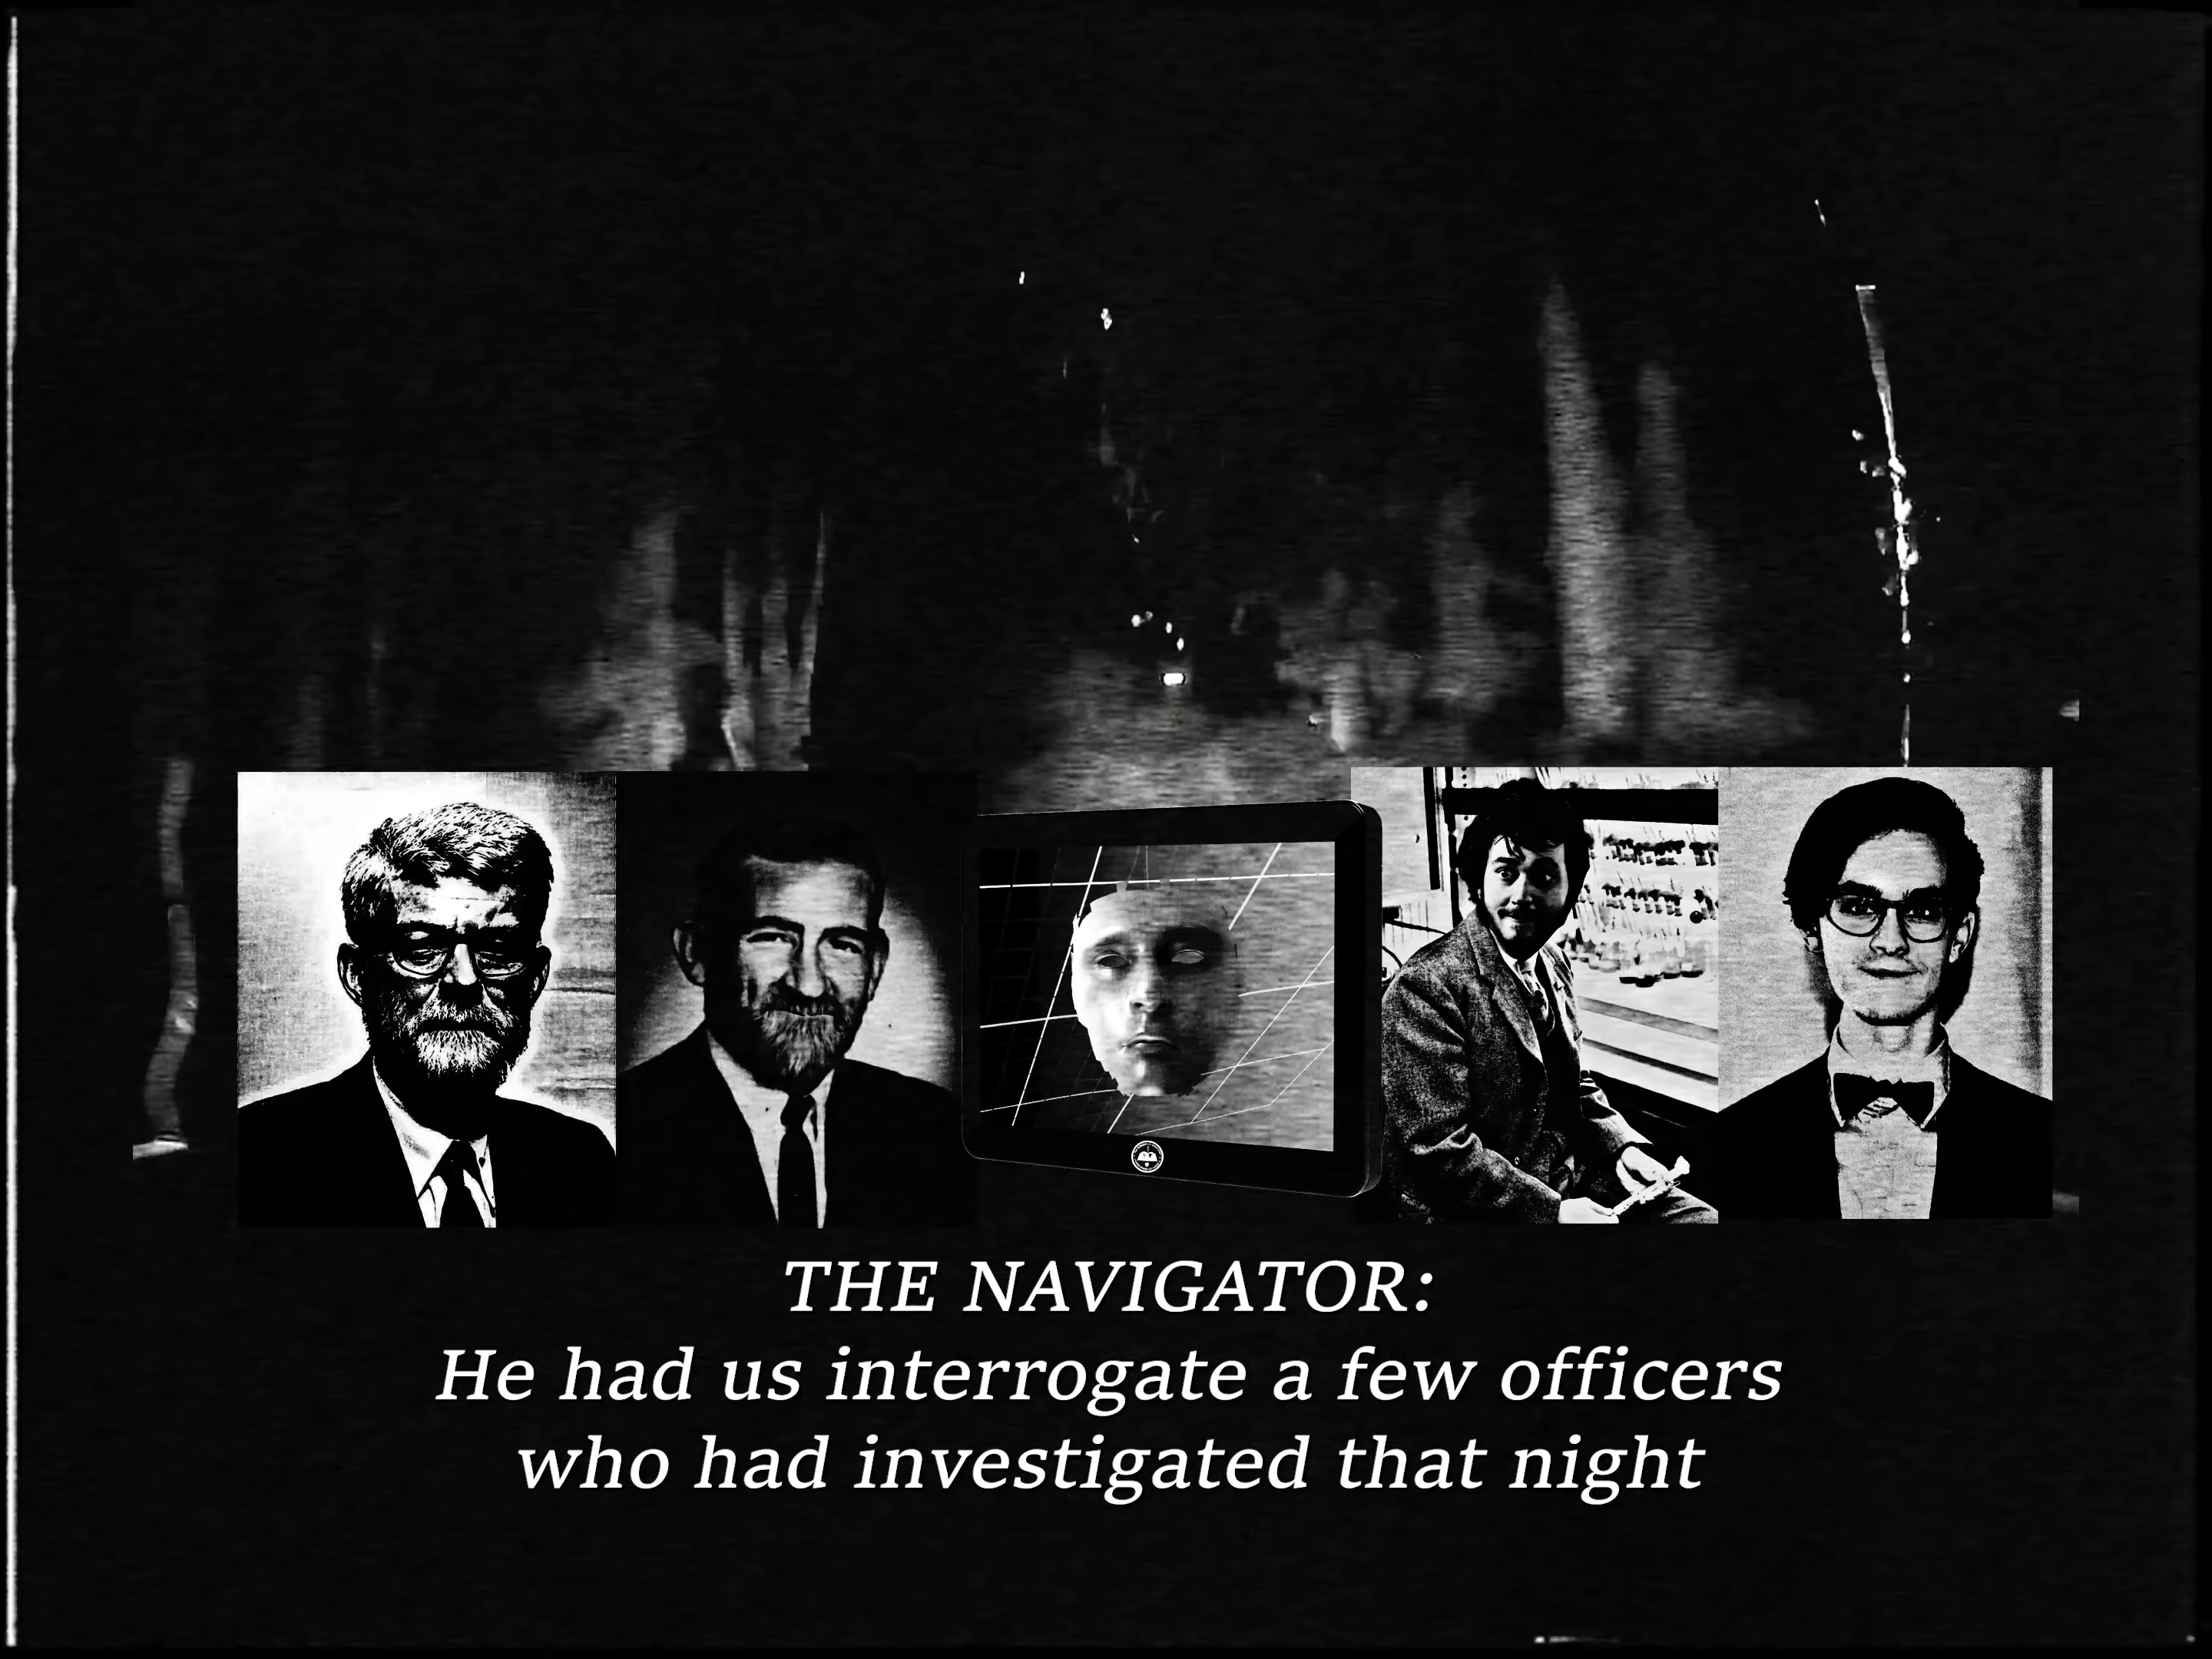 THE NAVIGATOR:
He had us interrogate a few officers
who had investigated that night